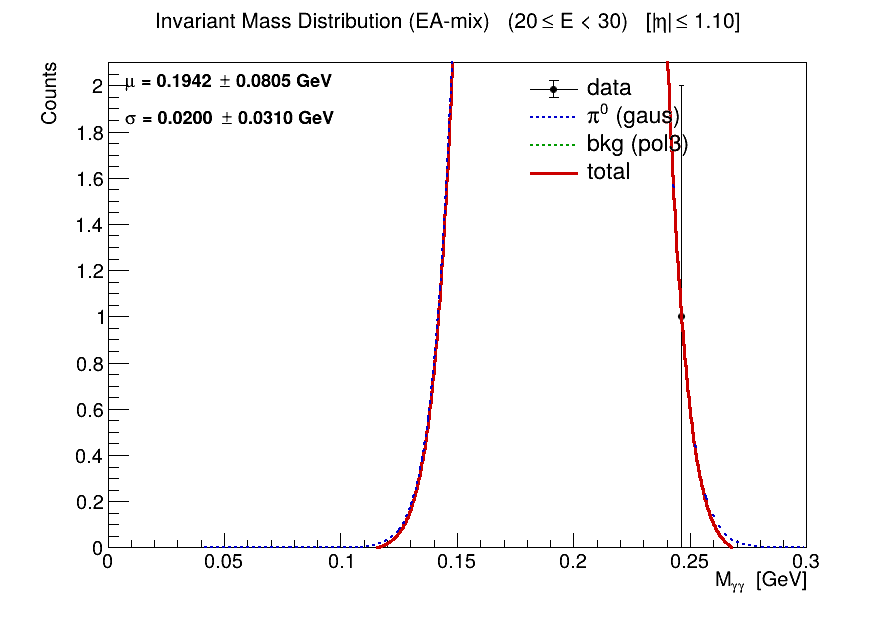 Invariant Mass Distribution (EA-mix) (20 ≤ E < 30) [|η| ≤ 1.10]
Counts
μ = 0.1942 ± 0.0805 GeV
σ = 0.0200 ± 0.0310 GeV
data
π⁰ (gaus)
bkg (pol3)
total
2
1.8
1.6
1.4
1.2
1
0.8
0.6
0.4
0.2
0
0 0.05 0.1 0.15 0.2 0.25 0.3
M_γγ [GeV]